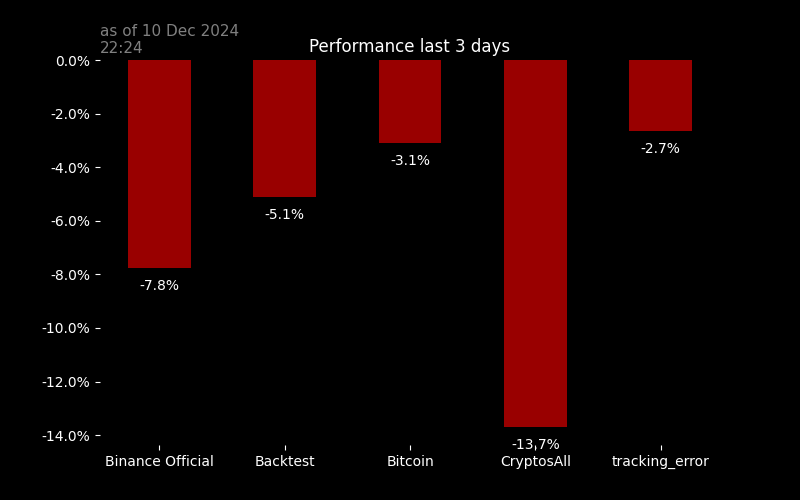 as of 10 Dec 2024
22:24
Performance last 3 days
0.0%
-2.0%
-4.0%
-6.0%
-8.0%
-10.0%
-12.0%
-14.0%
-7.8%
-5.1%
-3.1%
-13.7%
-2.7%
Binance Official
Backtest
Bitcoin
CryptosAll
tracking_error